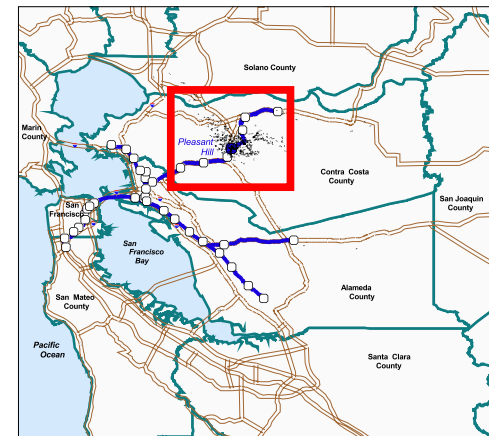 Solano County
Marin
County
Pleasant
Hill
Contra Costa
County
San Joaquin
County
San
Francisco
San
Francisco
Bay
Alameda
County
San Mateo
County
Pacific
Ocean
Santa Clara
County